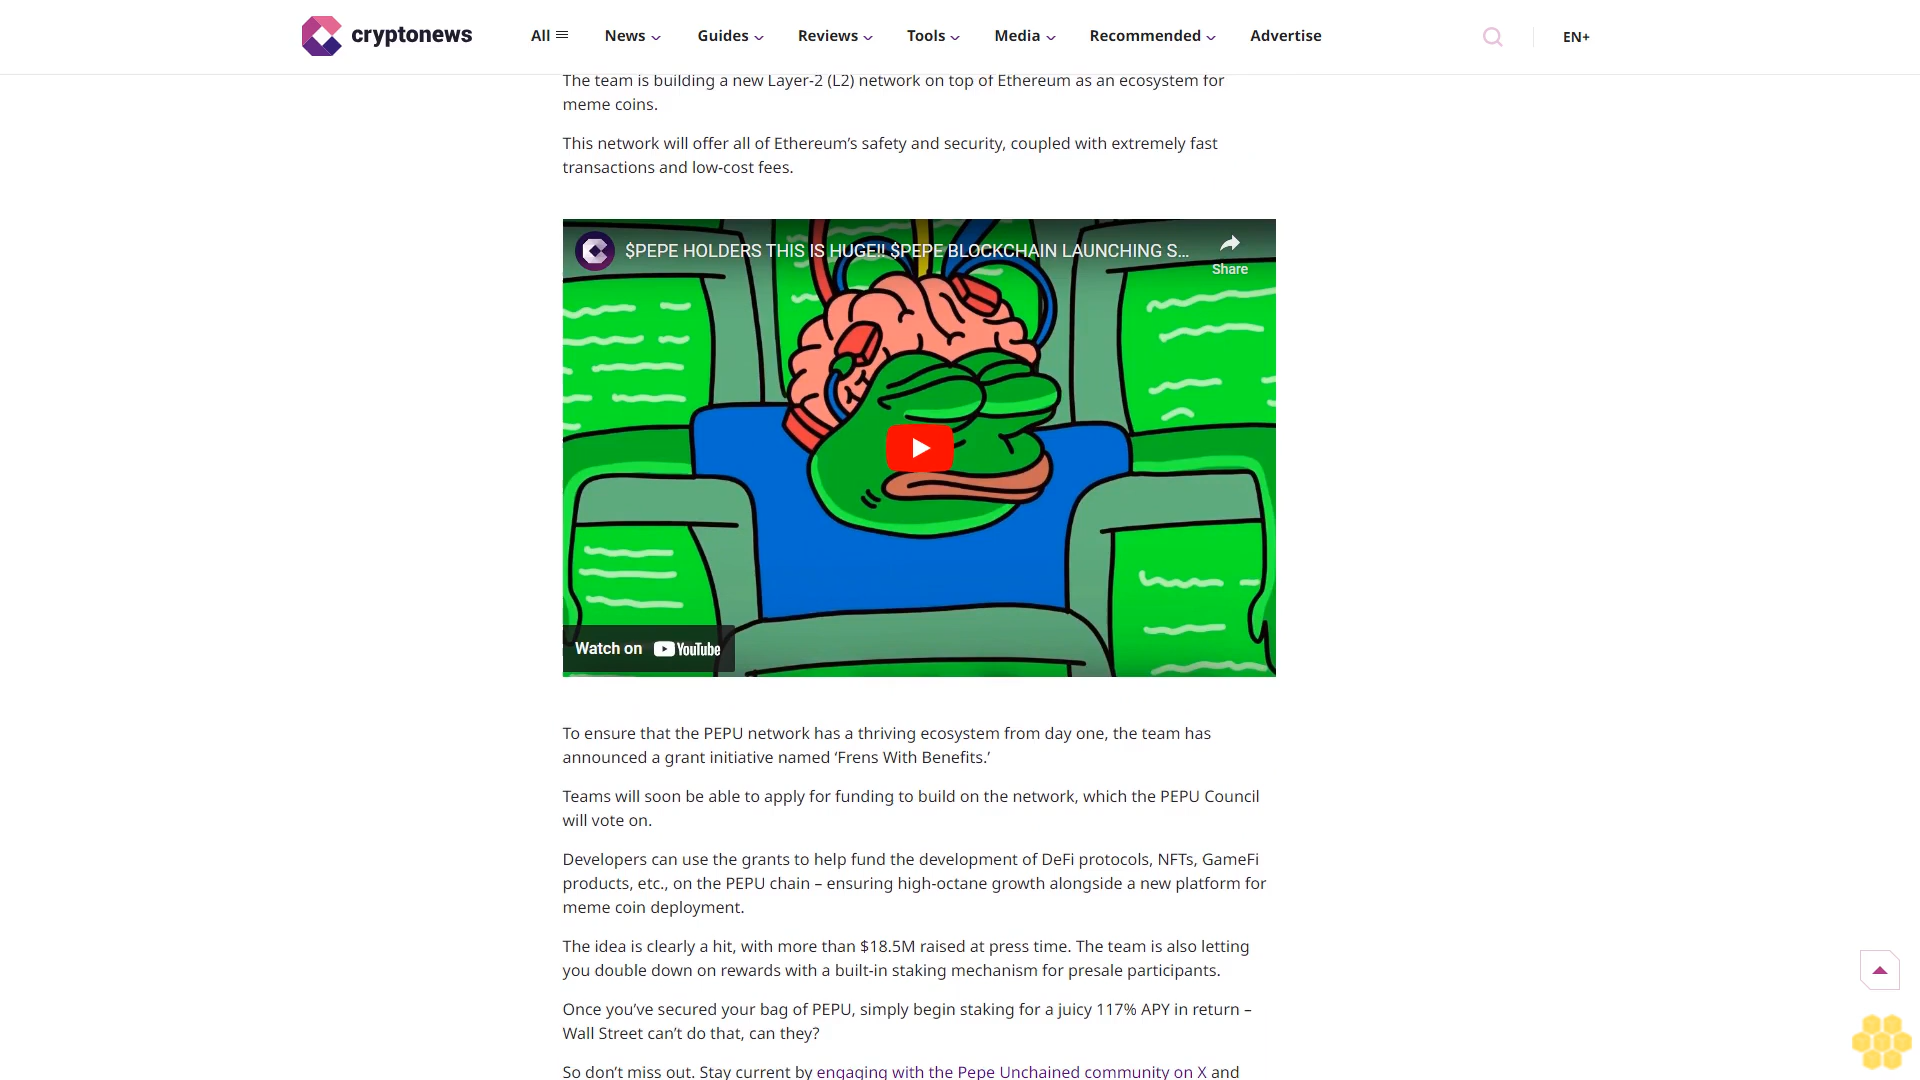 cryptonews
All
News
Guides
Reviews
Tools
Media
Recommended
Advertise
EN+
The team is building a new Layer-2 (L2) network on top of Ethereum as an ecosystem for
meme coins.
This network will offer all of Ethereum’s safety and security, coupled with extremely fast
transactions and low-cost fees.
$PEPE HOLDERS THIS IS HUGE!! $PEPE BLOCKCHAIN LAUNCHING S...
Share
Watch on YouTube
To ensure that the PEPU network has a thriving ecosystem from day one, the team has
announced a grant initiative named ‘Frens With Benefits.’
Teams will soon be able to apply for funding to build on the network, which the PEPU Council
will vote on.
Developers can use the grants to help fund the development of DeFi protocols, NFTs, GameFi
products, etc., on the PEPU chain – ensuring high-octane growth alongside a new platform for
meme coin deployment.
The idea is clearly a hit, with more than $18.5M raised at press time. The team is also letting
you double down on rewards with a built-in staking mechanism for presale participants.
Once you’ve secured your bag of PEPU, simply begin staking for a juicy 117% APY in return –
Wall Street can’t do that, can they?
So don’t miss out. Stay current by engaging with the Pepe Unchained community on X and